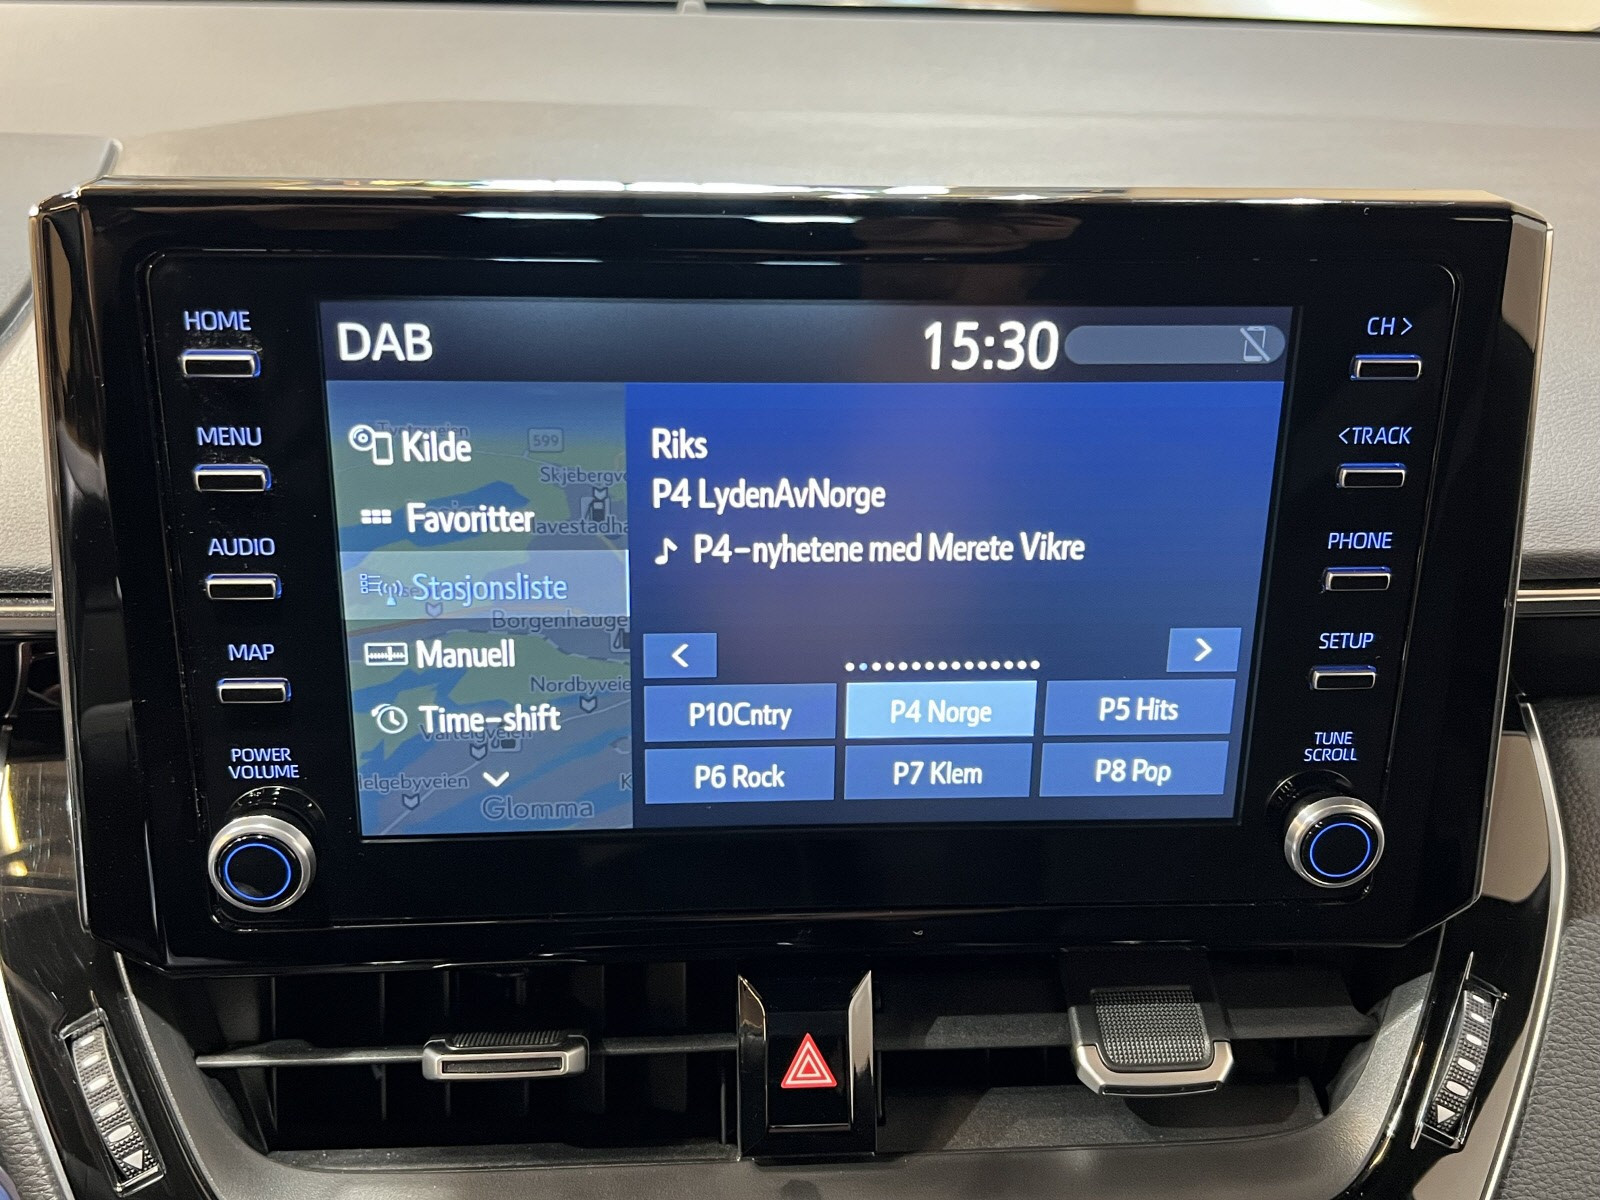 HOME
MENU
AUDIO
MAP
POWER
VOLUME
DAB
15:30
Kilde
Favoritter
Stasjonsliste
Manuell
Time-shift
599
Borgenhauge
Nordbyvei
Glomma
Riks
P4 LydenAvNorge
P4-nyhetene med Merete Vikre
<
>
P10Cntry
P4 Norge
P5 Hits
P6 Rock
P7 Klem
P8 Pop
CH >
<TRACK
PHONE
SETUP
TUNE
SCROLL